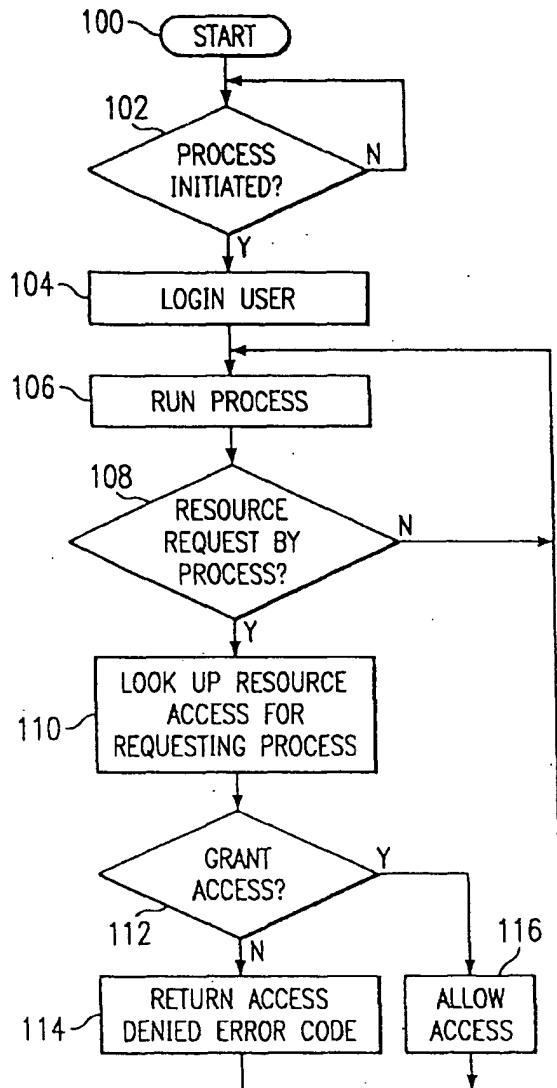 100
START
102
PROCESS
INITIATED?
N
Y
104
LOGIN USER
106
RUN PROCESS
108
RESOURCE
REQUEST BY
PROCESS?
N
Y
110
LOOK UP RESOURCE
ACCESS FOR
REQUESTING PROCESS
GRANT
ACCESS?
Y
112
N
116
114
RETURN ACCESS
DENIED ERROR CODE
ALLOW
ACCESS